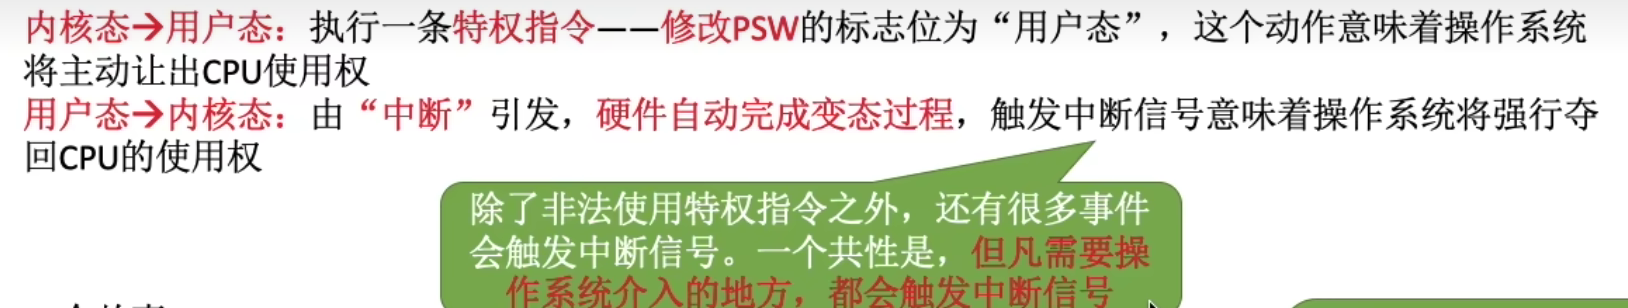 内核态→用户态：执行一条特权指令——修改PSW的标志位为“用户态”，这个动作意味着操作系统
将主动让出CPU使用权
用户态→内核态：由“中断”引发，硬件自动完成变态过程，触发中断信号意味着操作系统将强行夺
回CPU的使用权
除了非法使用特权指令之外，还有很多事件
会触发中断信号。一个共性是，但凡需要操
作系统介入的地方，都会触发中断信号